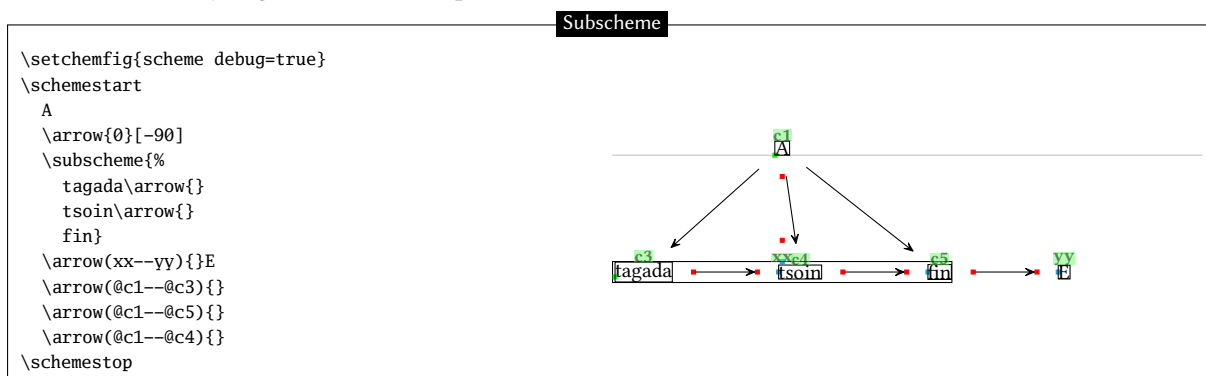 Subscheme
\setchemfig{scheme debug=true}
\schemestart
A
\arrow{0}[-90]
\subscheme{%
tagada\arrow{}
tsoin\arrow{}
fin}
\arrow(xx--yy){}E
\arrow(@c1--@c3){}
\arrow(@c1--@c5){}
\arrow(@c1--@c4){}
\schemestop
c1
A
c3 xx c4 c5 yy
tagada tsoin fin E